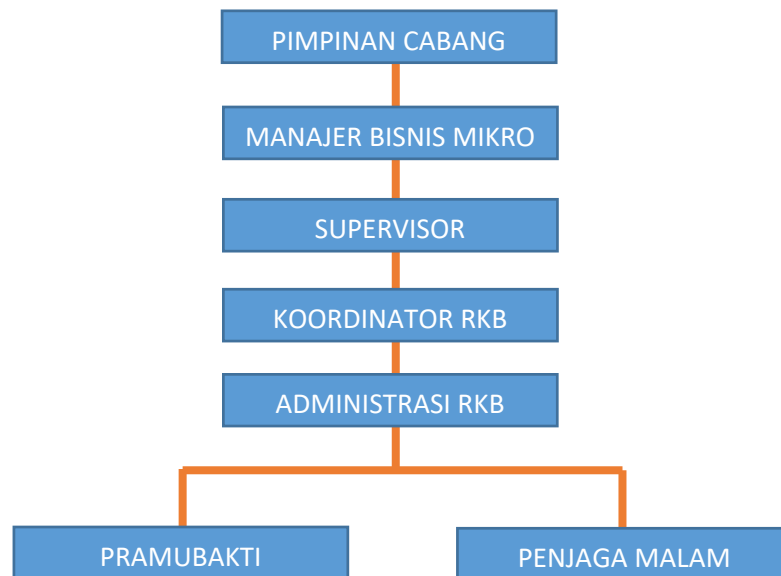 PIMPINAN CABANG
MANAJER BISNIS MIKRO
SUPERVISOR
KOORDINATOR RKB
ADMINISTRASI RKB
PRAMUBAKTI
PENJAGA MALAM